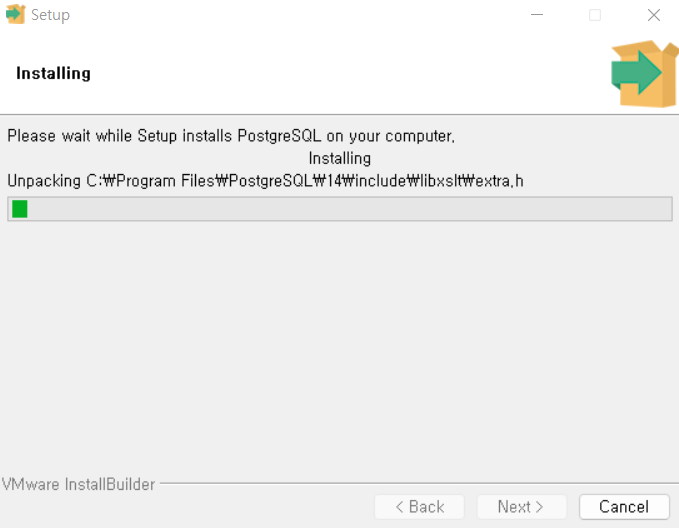 Setup
Installing
Please wait while Setup installs PostgreSQL on your computer.
Installing
Unpacking C:₩Program Files₩PostgreSQL₩14₩include₩libxslt₩extra.h
VMware InstallBuilder
< Back
Next >
Cancel